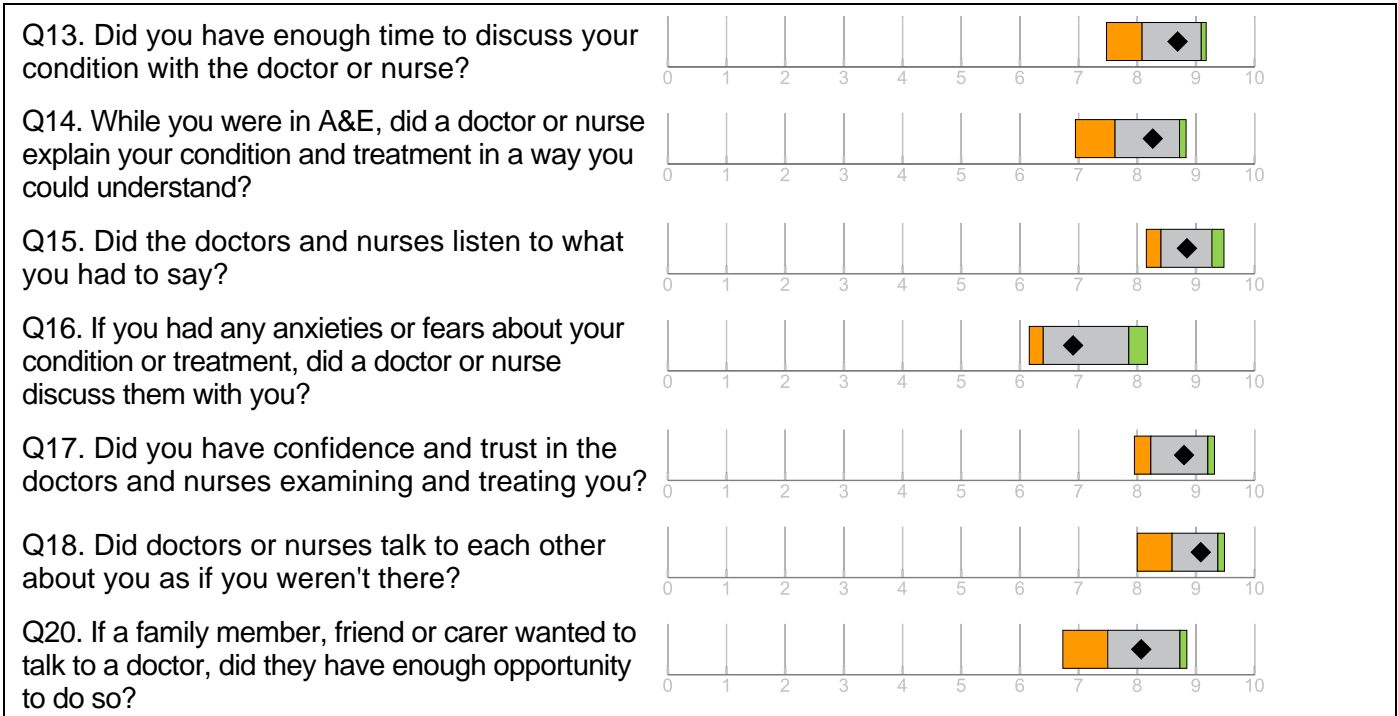 Q13. Did you have enough time to discuss your
condition with the doctor or nurse?
0 1 2 3 4 5 6 7 8 9 10
Q14. While you were in A&E, did a doctor or nurse
explain your condition and treatment in a way you
could understand?
0 1 2 3 4 5 6 7 8 9 10
Q15. Did the doctors and nurses listen to what
you had to say?
0 1 2 3 4 5 6 7 8 9 10
Q16. If you had any anxieties or fears about your
condition or treatment, did a doctor or nurse
discuss them with you?
0 1 2 3 4 5 6 7 8 9 10
Q17. Did you have confidence and trust in the
doctors and nurses examining and treating you?
0 1 2 3 4 5 6 7 8 9 10
Q18. Did doctors or nurses talk to each other
about you as if you weren't there?
0 1 2 3 4 5 6 7 8 9 10
Q20. If a family member, friend or carer wanted to
talk to a doctor, did they have enough opportunity
to do so?
0 1 2 3 4 5 6 7 8 9 10